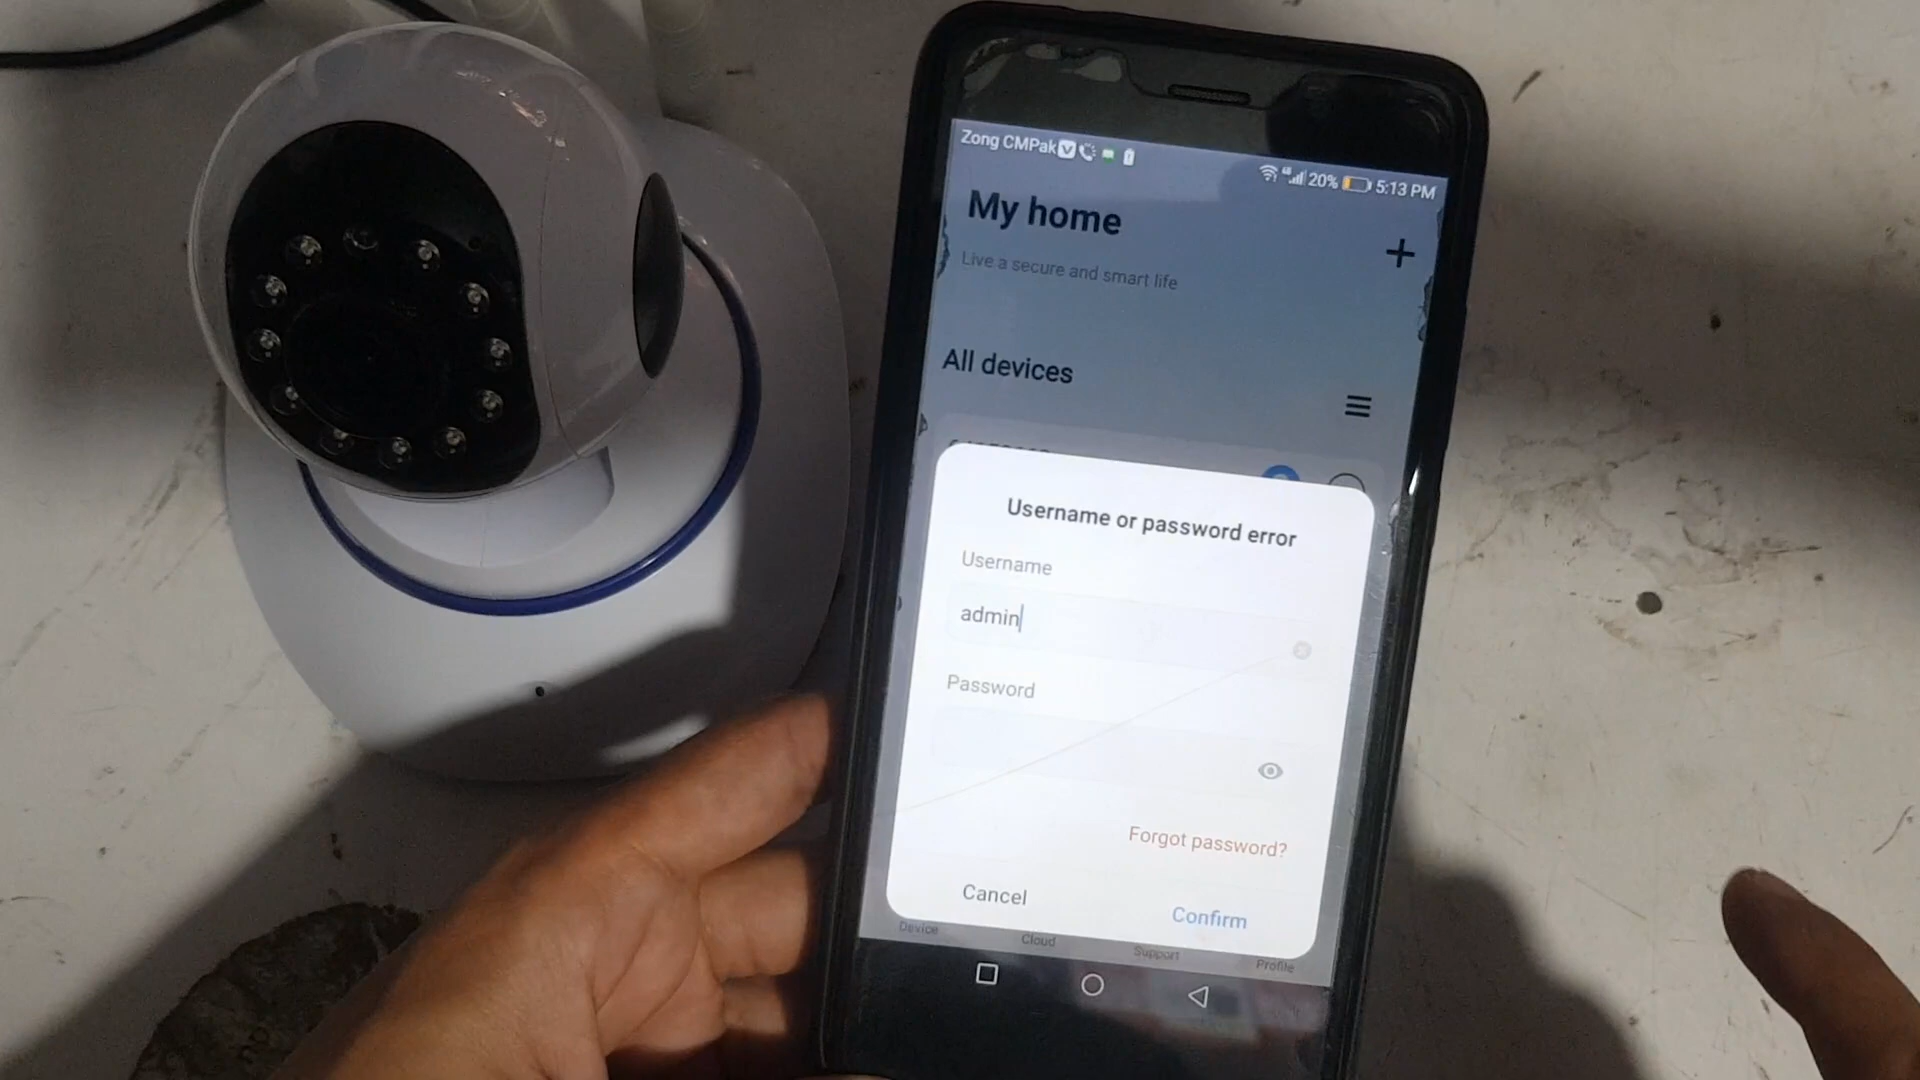 Zong CMPak 20% 5:13 PM
My home
Live a secure and smart life
All devices
Username or password error
Username
admin
Password
Forgot password?
Cancel
Confirm
Device
Cloud
Support
Profile